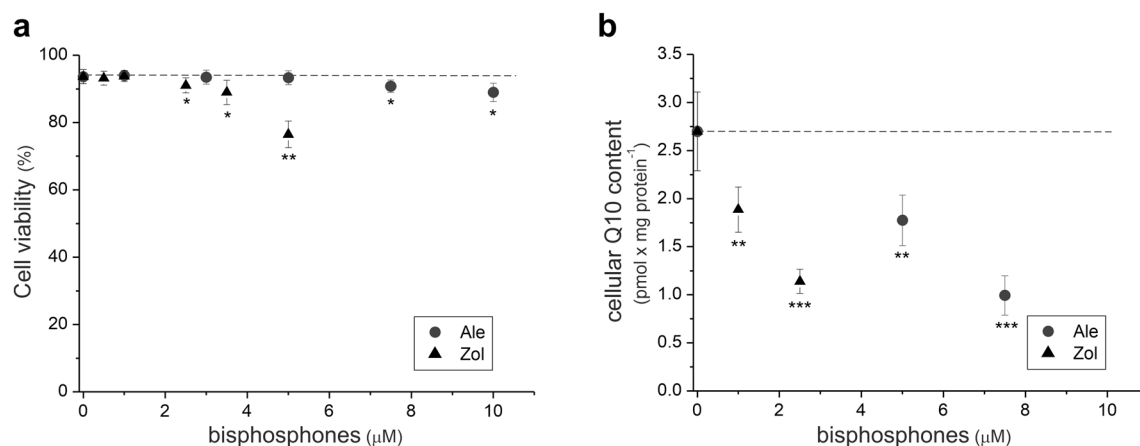 a
100
80
60
40
20
0
Cell viability (%)
*
*
**
*
*
Ale
Zol
0 2 4 6 8 10
bisphosphones (μM)
b
3.5
3.0
2.5
2.0
1.5
1.0
0.5
0.0
cellular Q10 content
(pmol x mg protein⁻¹)
**
***
**
***
Ale
Zol
0 2 4 6 8 10
bisphosphones (μM)